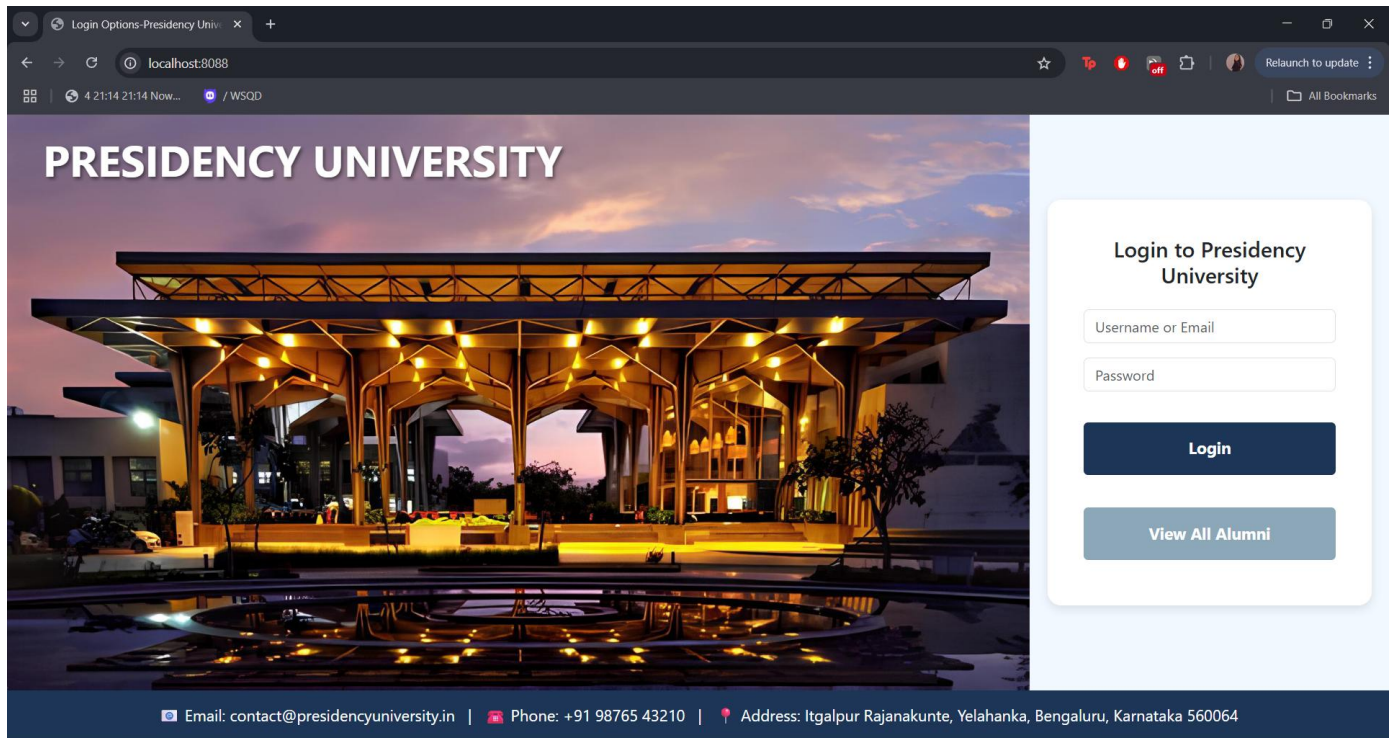 Login Options-Presidency Univ
localhost:8088
Tp
off
Relaunch to update
4 21:14 21:14 Now...
/ WSQD
All Bookmarks
PRESIDENCY UNIVERSITY
Login to Presidency
University
Username or Email
Password
Login
View All Alumni
Email: contact@presidencyuniversity.in | Phone: +91 98765 43210 | Address: Itgalpur Rajanakunte, Yelahanka, Bengaluru, Karnataka 560064